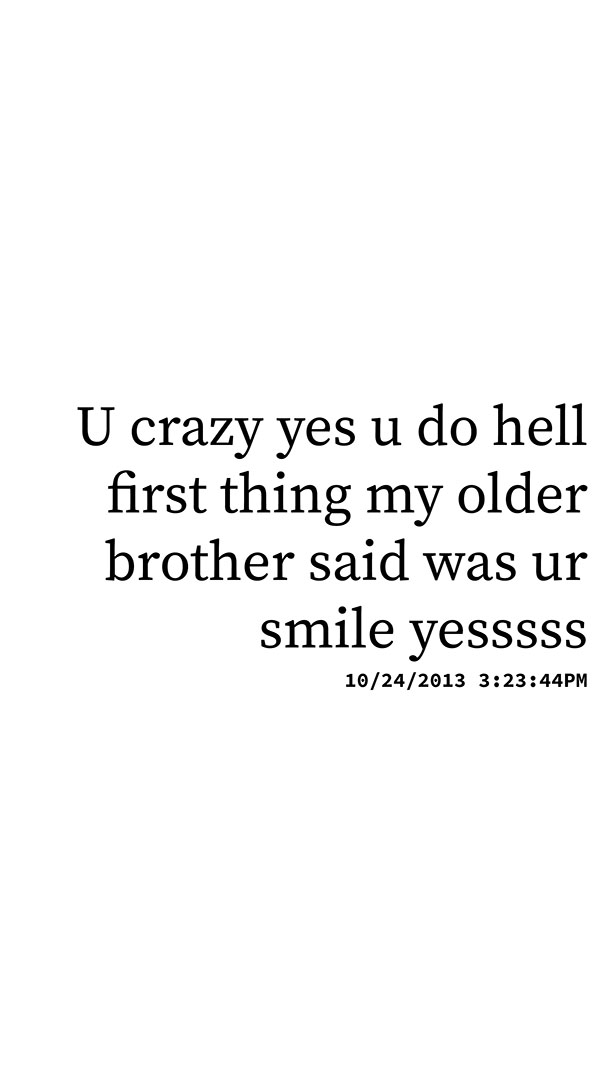 U crazy yes u do hell
first thing my older
brother said was ur
smile yesssss
10/24/2013 3:23:44PM